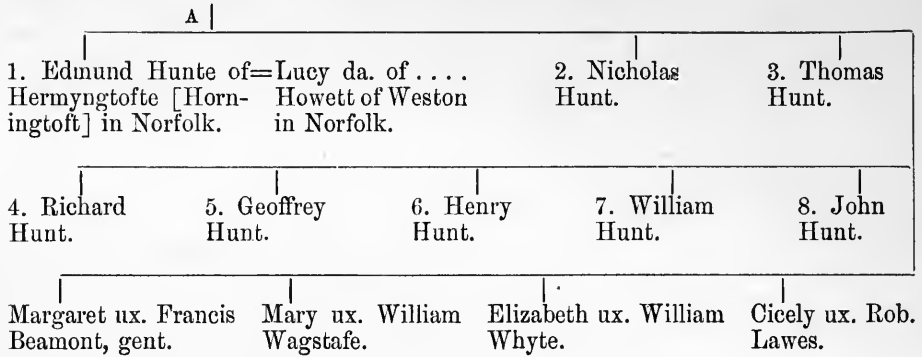 A
1. Edmund Hunte of=Lucy da. of .... 2. Nicholas 3. Thomas
Hermyngtofte [Horn- Howett of Weston Hunt. Hunt.
ingtoft] in Norfolk. in Norfolk.
4. Richard 5. Geoffrey 6. Henry 7. William 8. John
Hunt. Hunt. Hunt. Hunt. Hunt.
Margaret ux. Francis Mary ux. William Elizabeth ux. William Cicely ux. Rob.
Beamont, gent. Wagstafe. Whyte. Lawes.